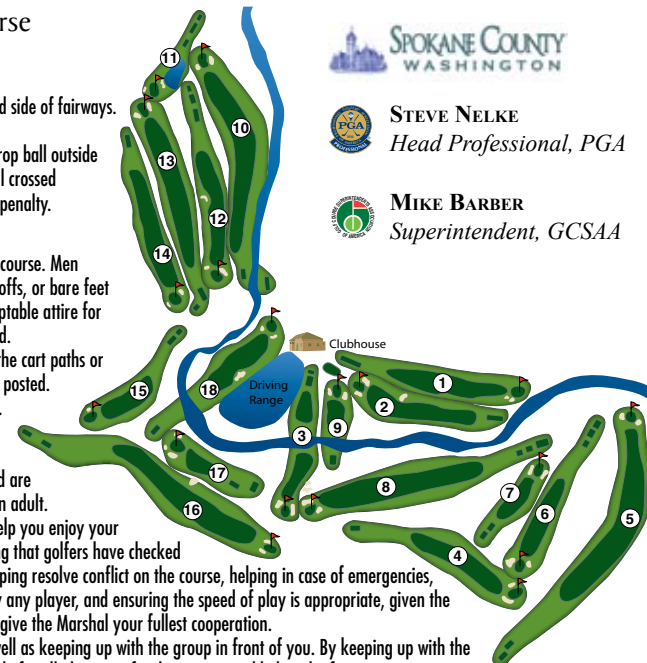 rse
d side of fairways.
rop ball outside
l crossed
penalty.
course. Men
offs, or bare feet
ptable attire for
d.
the cart paths or
posted.
.
d are
n adult.
elp you enjoy your
ng that golfers have checked
ping resolve conflict on the course, helping in case of emergencies,
y any player, and ensuring the speed of play is appropriate, given the
give the Marshal your fullest cooperation.
well as keeping up with the group in front of you. By keeping up with the
SPOKANE COUNTY
WASHINGTON
PGA
STEVE NELKE
Head Professional, PGA
MIKE BARBER
Superintendent, GCSAA
11
10
13
12
14
Clubhouse
15
18
Driving
Range
1
2
3
9
17
8
16
7
6
5
4